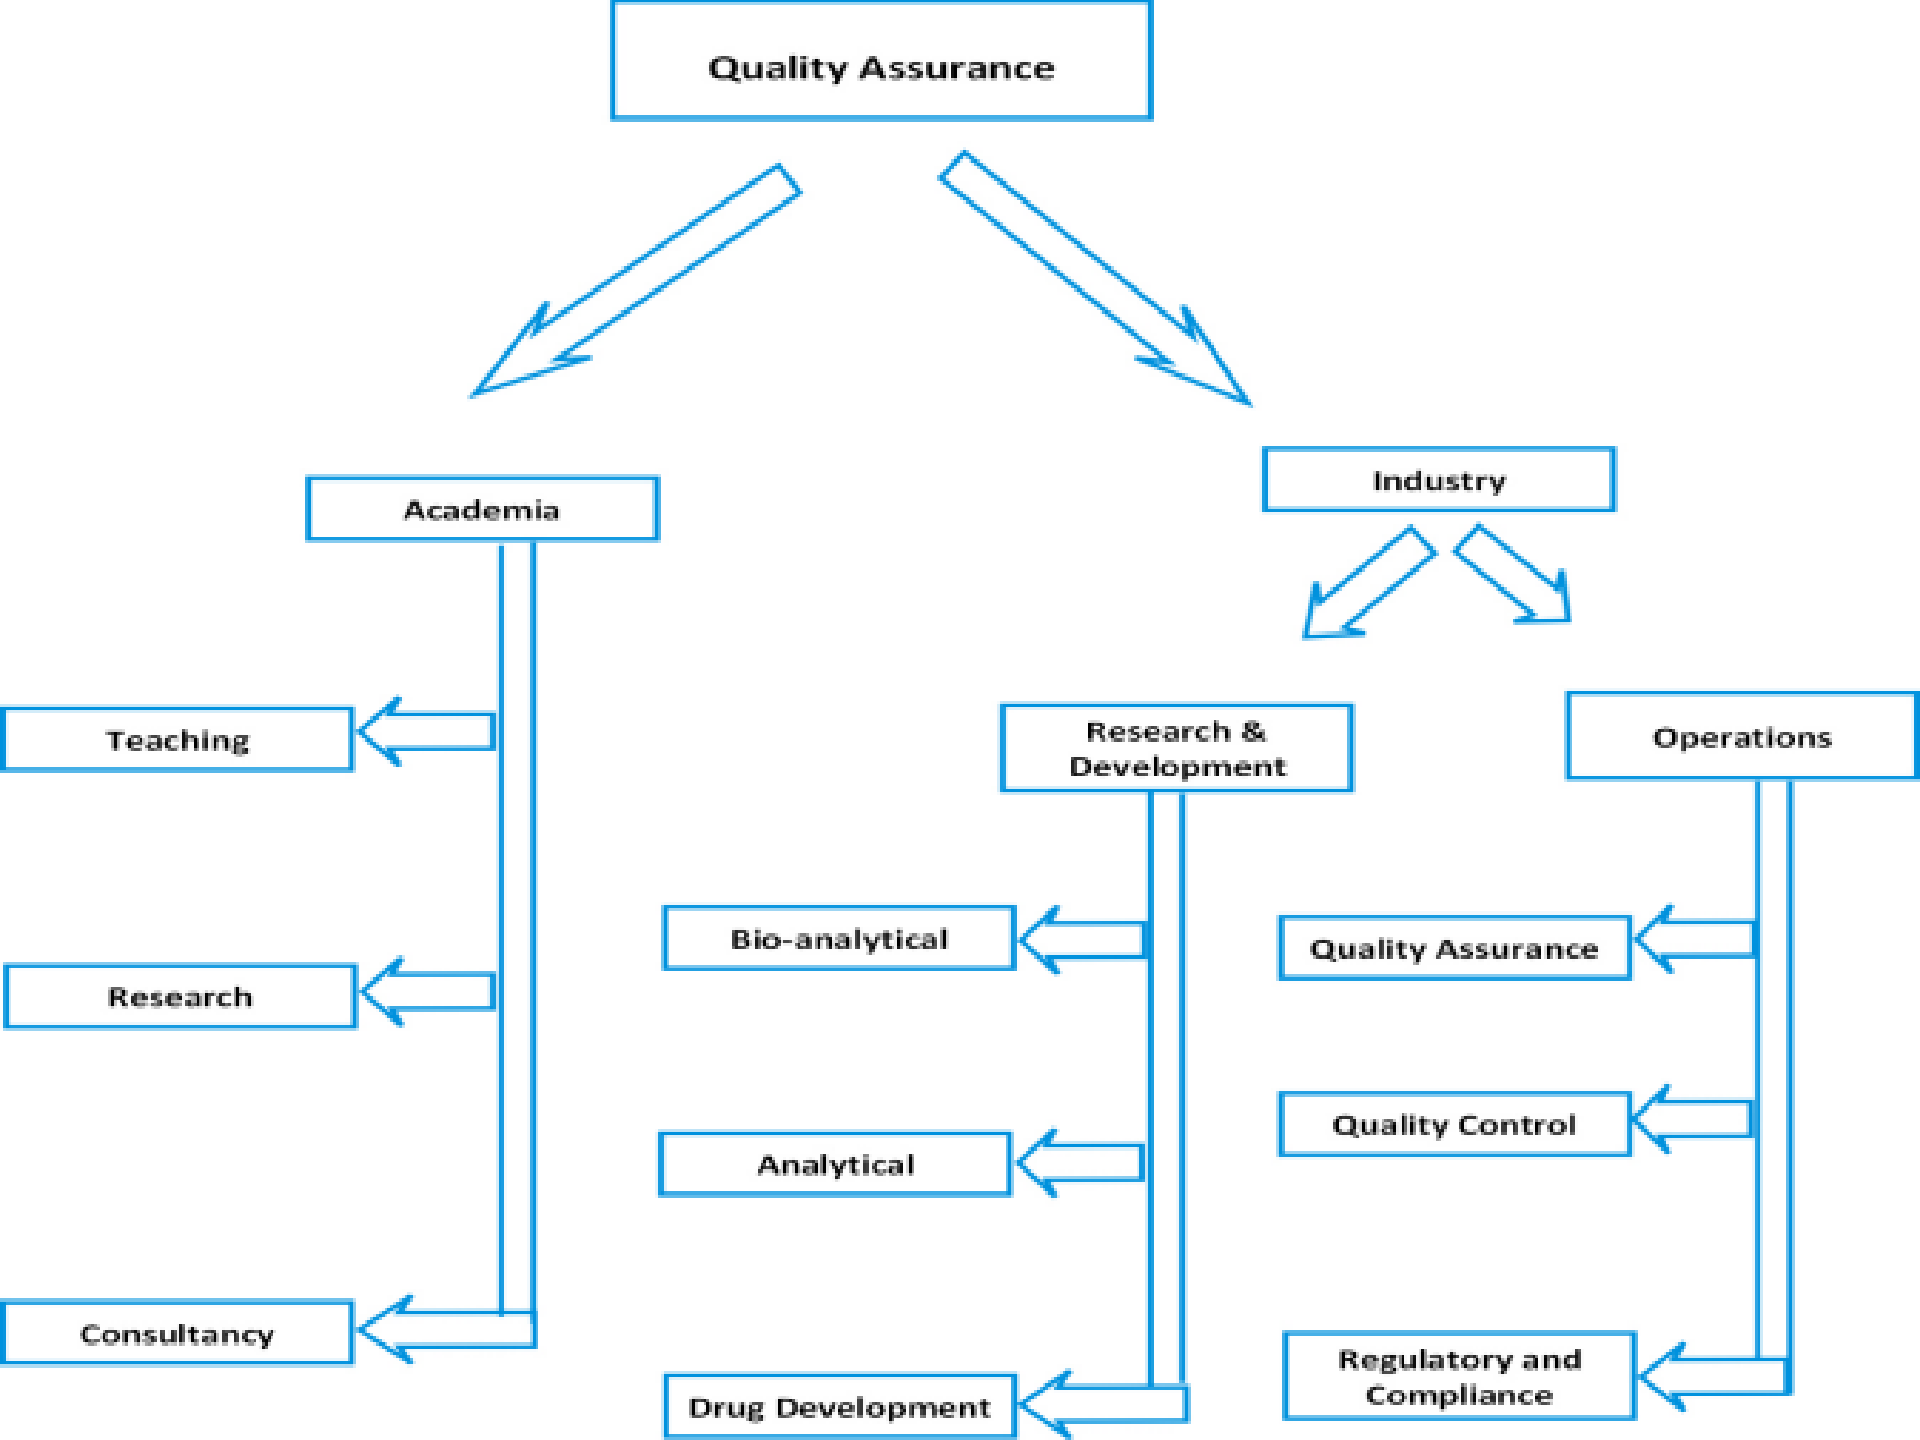 Quality Assurance
Academia
Industry
Teaching
Research &
Development
Operations
Research
Bio-analytical
Quality Assurance
Analytical
Quality Control
Consultancy
Drug Development
Regulatory and
Compliance